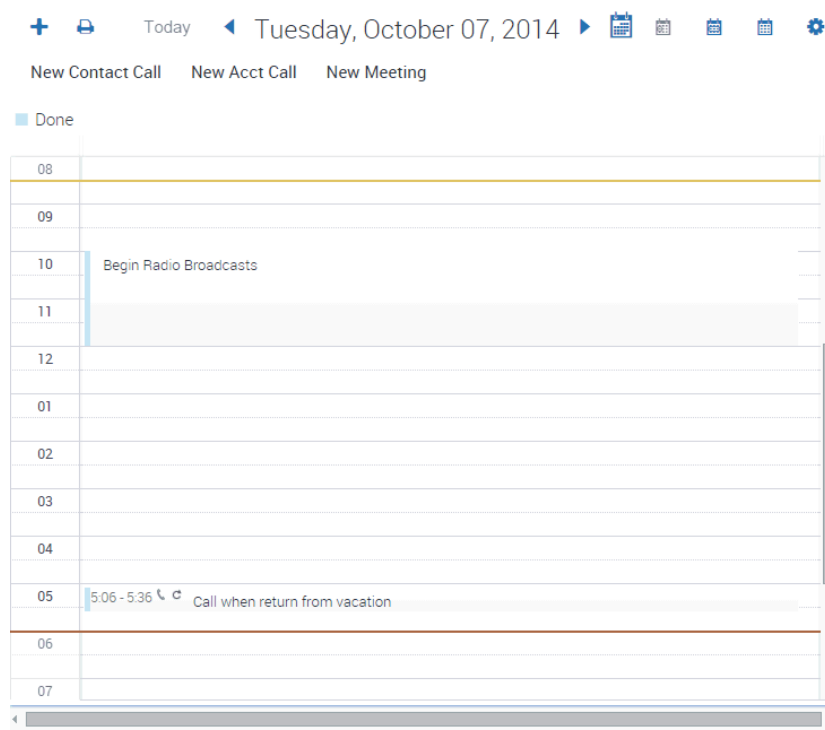 Today Tuesday, October 07, 2014
New Contact Call New Acct Call New Meeting
Done
08
09
10 Begin Radio Broadcasts
11
12
01
02
03
04
05 5:06 - 5:36 Call when return from vacation
06
07